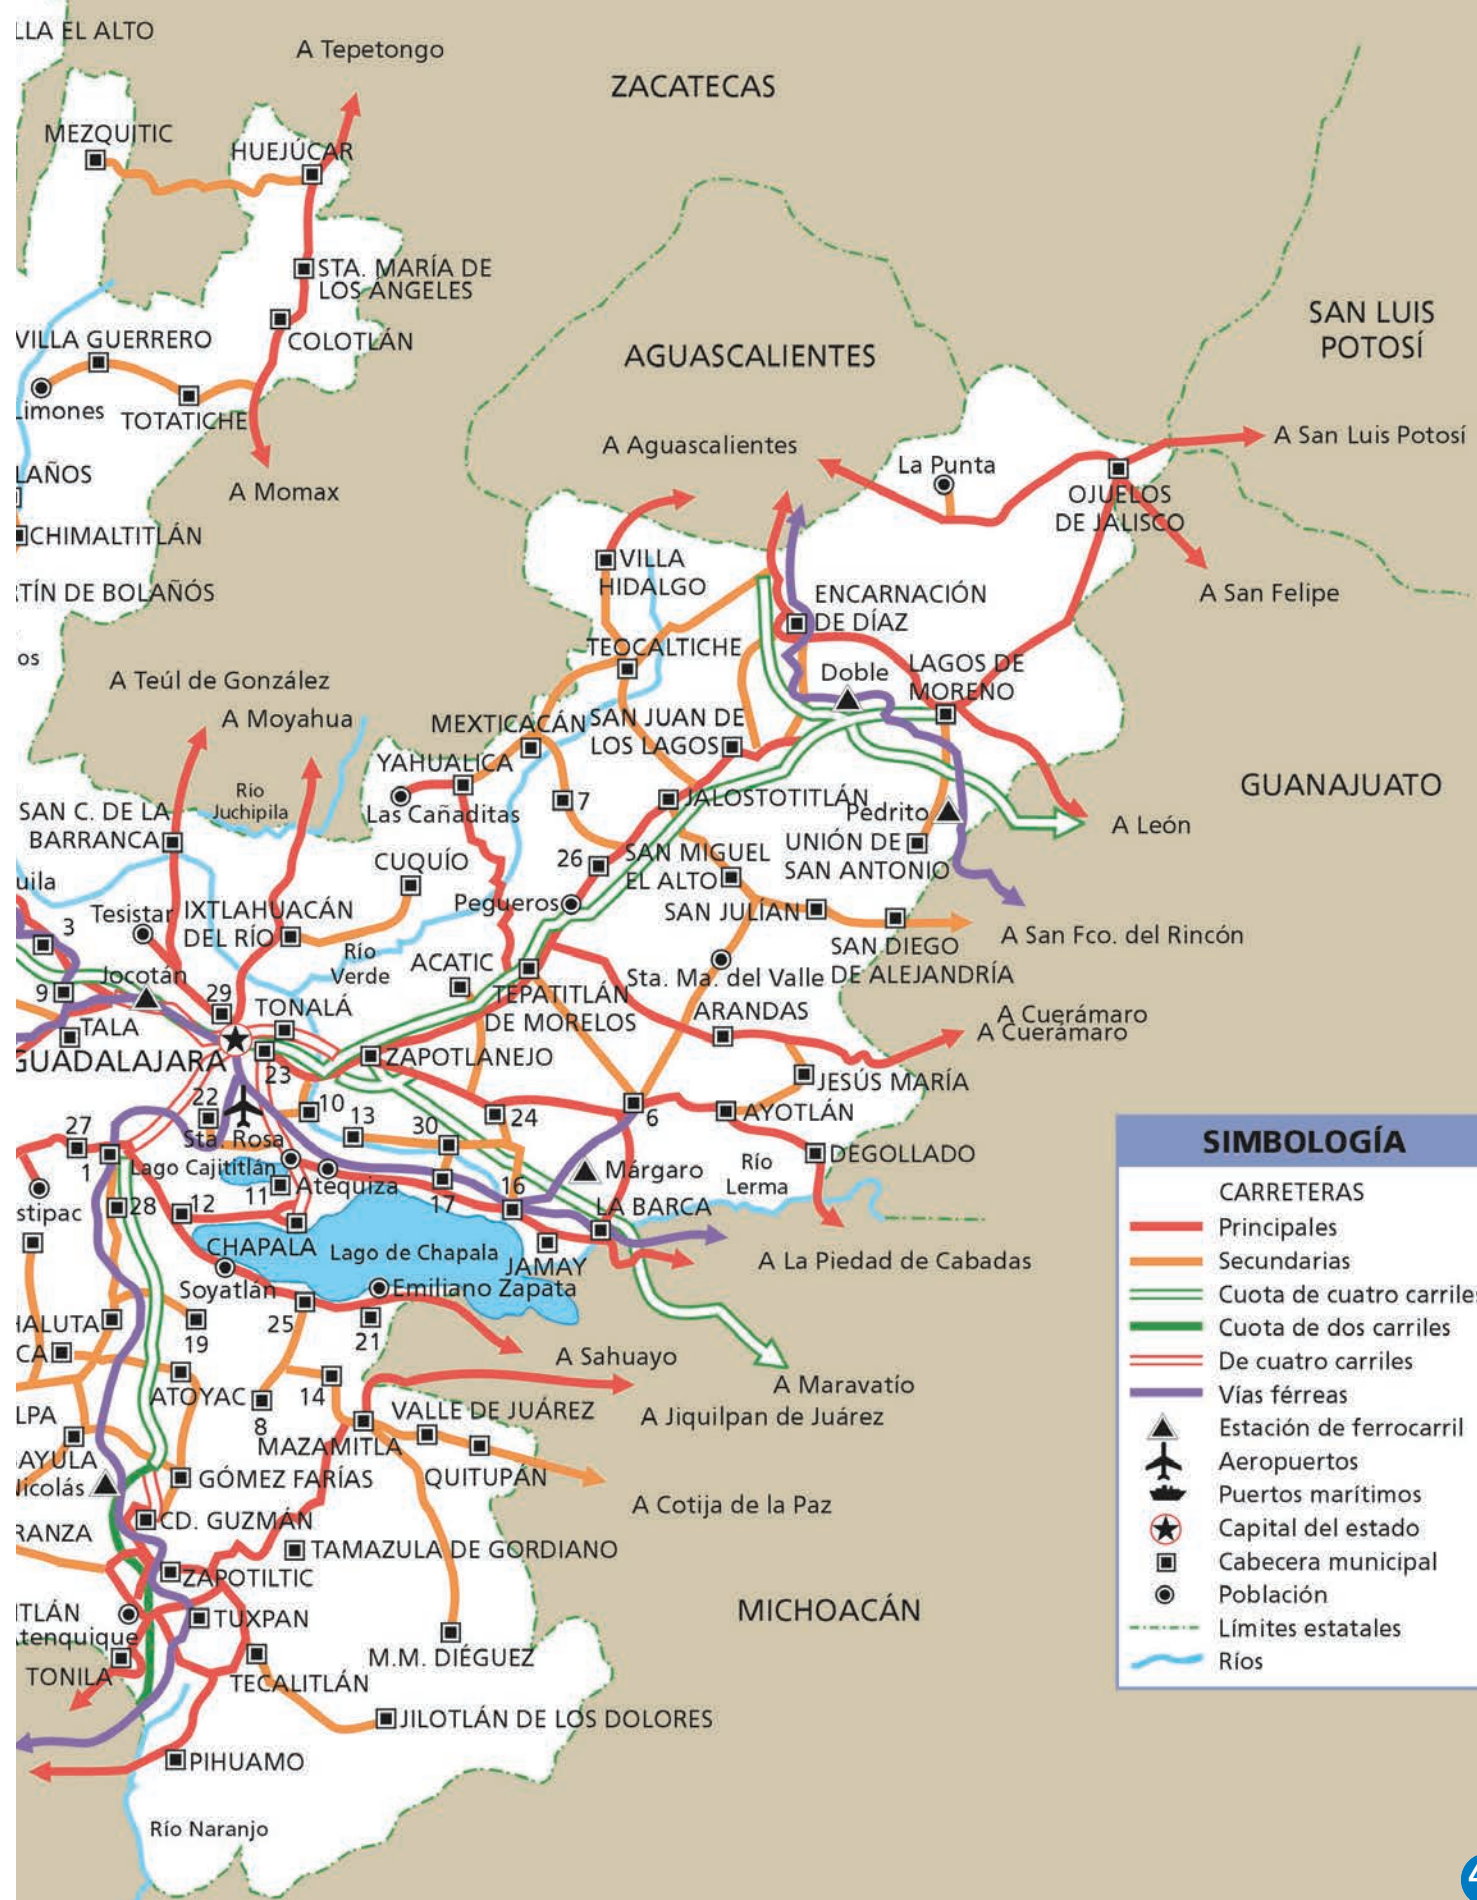 LLA EL ALTO
A Tepetongo
ZACATECAS
MEZQUITIC
HUEJÚCAR
STA. MARÍA DE
LOS ÁNGELES
SAN LUIS
POTOSÍ
VILLA GUERRERO
COLOTLÁN
AGUASCALIENTES
Limones
TOTATICHE
A Aguascalientes
A San Luis Potosí
La Punta
LAÑOS
A Momax
OJUELOS
DE JALISCO
CHIMALTITLÁN
VILLA
HIDALGO
TÍN DE BOLAÑÓS
ENCARNACIÓN
DE DÍAZ
A San Felipe
os
TEOCALTICHE
A Teúl de González
Doble
LAGOS DE
MORENO
A Moyahua
MEXTICACÁN
SAN JUAN DE
LOS LAGOS
YAHUALICA
Río
Juchipila
GUANAJUATO
SAN C. DE LA
BARRANCA
Las Cañaditas
7
JALOSTOTITLÁN
Pedrito
A León
CUQUÍO
26
SAN MIGUEL
EL ALTO
UNIÓN DE
SAN ANTONIO
uila
Tesistar
IXTLAHUACÁN
DEL RÍO
Pegueros
SAN JULÍAN
3
SAN DIEGO
DE ALEJANDRÍA
A San Fco. del Rincón
Río
Verde
ACATIC
Sta. Ma. del Valle
Jocotán
9
29
TONALÁ
TEPATITLÁN
DE MORELOS
ARANDAS
A Cuerámaro
A Cuerámaro
TALA
GUADALAJARA
23
ZAPOTLANEJO
JESÚS MARÍA
22
10
13
30
24
6
AYOTLÁN
27
Sta. Rosa
DEGOLLADO
1
Lago Cajititlán
Atequiza
Márgaro
Río
Lerma
11
17
16
LA BARCA
stipac
28
12
CHAPALA
Lago de Chapala
JAMAY
A La Piedad de Cabadas
Soyatlán
Emiliano Zapata
HALUTA
19
25
21
CA
A Sahuayo
A Maravatío
ATOYAC
8
14
VALLE DE JUÁREZ
A Jiquilpan de Juárez
LPA
MAZAMITLA
AYULA
Nicolás
GÓMEZ FARÍAS
QUITUPÁN
A Cotija de la Paz
RANZA
CD. GUZMÁN
TAMAZULA DE GORDIANO
ZAPOTILTIC
MICHOACÁN
TLÁN
TUXPAN
tenquique
M.M. DIÉGUEZ
TONILA
TECALITLÁN
JILOTLÁN DE LOS DOLORES
PIHUAMO
Río Naranjo
SIMBOLOGÍA
CARRETERAS
Principales
Secundarias
Cuota de cuatro carriles
Cuota de dos carriles
De cuatro carriles
Vías férreas
Estación de ferrocarril
Aeropuertos
Puertos marítimos
Capital del estado
Cabecera municipal
Población
Límites estatales
Ríos